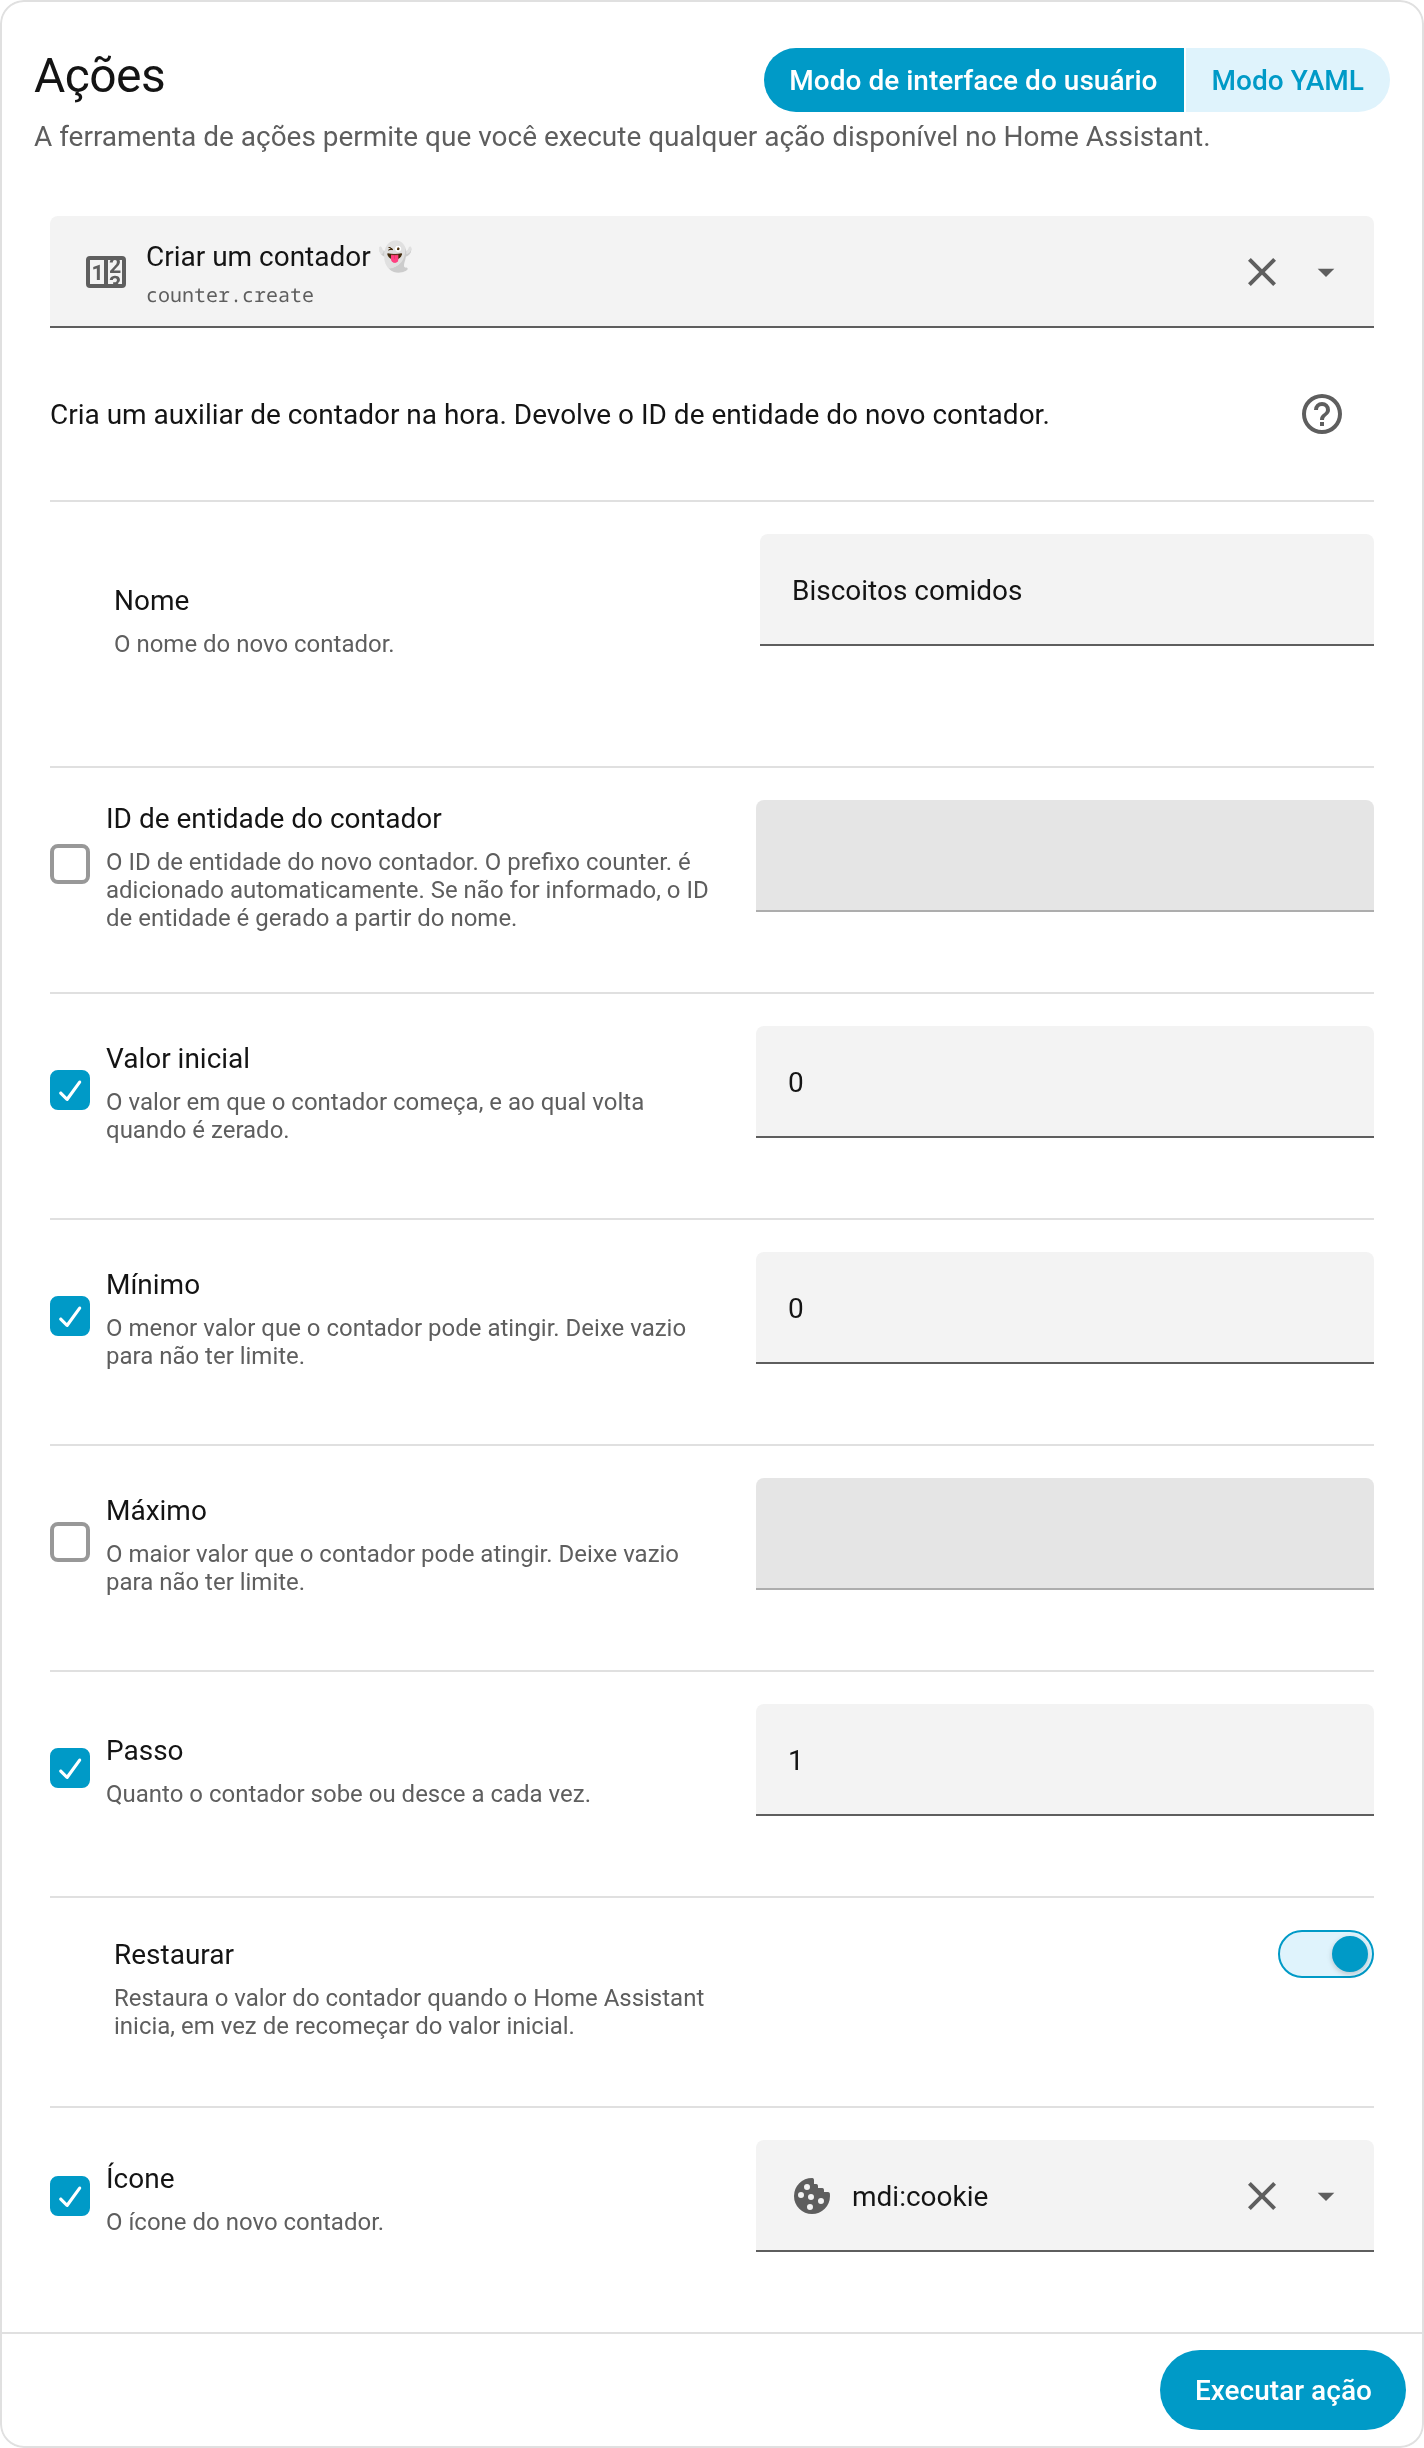 Ações
Modo de interface do usuário
Modo YAML
A ferramenta de ações permite que você execute qualquer ação disponível no Home Assistant.
Criar um contador 👻
counter.create
Cria um auxiliar de contador na hora. Devolve o ID de entidade do novo contador.
Nome
O nome do novo contador.
Biscoitos comidos
ID de entidade do contador
O ID de entidade do novo contador. O prefixo counter. é
adicionado automaticamente. Se não for informado, o ID
de entidade é gerado a partir do nome.
Valor inicial
O valor em que o contador começa, e ao qual volta
quando é zerado.
0
Mínimo
O menor valor que o contador pode atingir. Deixe vazio
para não ter limite.
0
Máximo
O maior valor que o contador pode atingir. Deixe vazio
para não ter limite.
Passo
Quanto o contador sobe ou desce a cada vez.
1
Restaurar
Restaura o valor do contador quando o Home Assistant
inicia, em vez de recomeçar do valor inicial.
Ícone
O ícone do novo contador.
mdi:cookie
Executar ação